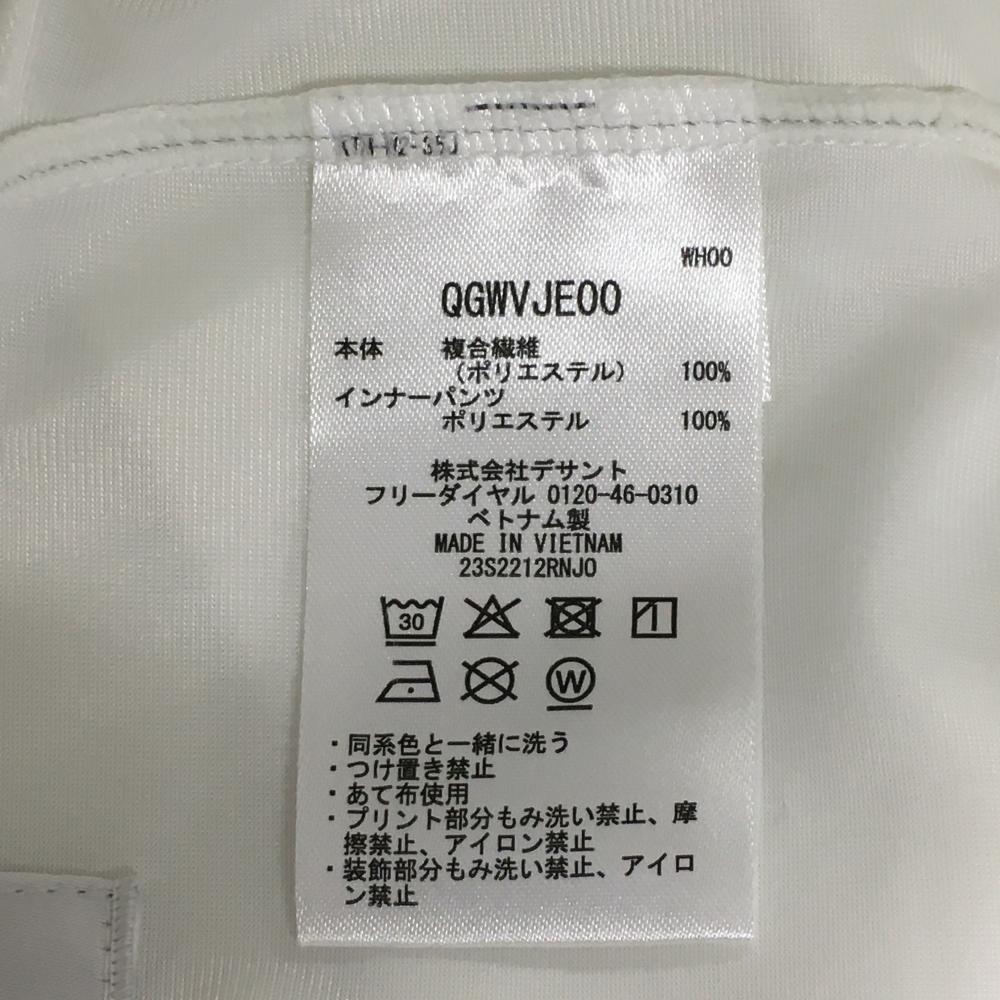 WH00
QGWVJE00
本体 複合繊維
(ポリエステル) 100%
インナーパンツ
ポリエステル 100%
株式会社デサント
フリーダイヤル 0120-46-0310
ベトナム製
MADE IN VIETNAM
23S2212RNJ0
30
W
・同系色と一緒に洗う
・つけ置き禁止
・あて布使用
・プリント部分もみ洗い禁止、摩
擦禁止、アイロン禁止
・装飾部分もみ洗い禁止、アイロ
ン禁止